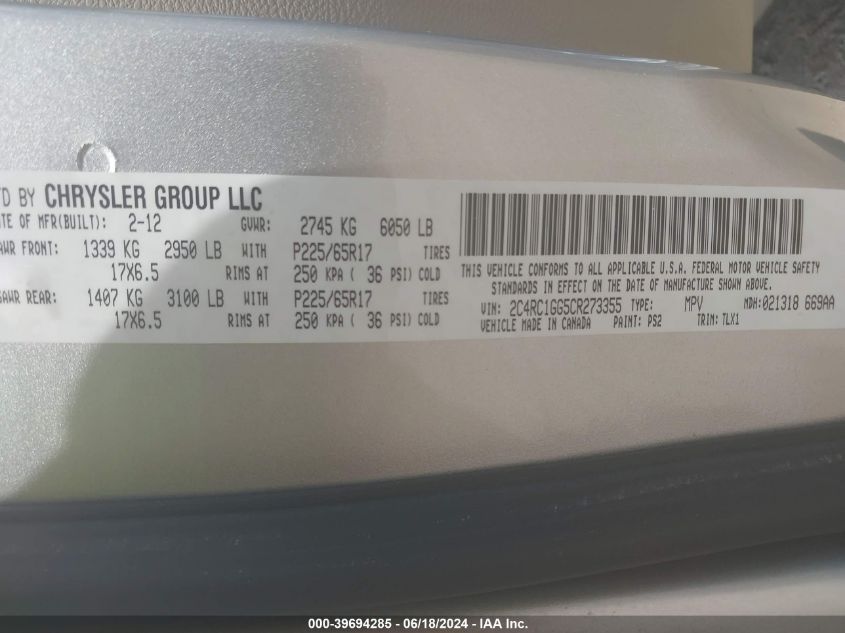 TD BY CHRYSLER GROUP LLC
ATE OF MFR(BUILT): 2-12 GVWR: 2745 KG 6050 LB
AWR FRONT: 1339 KG 2950 LB WITH P225/65R17 TIRES
17X6.5 RIMS AT 250 KPA ( 36 PSI) COLD
GAWR REAR: 1407 KG 3100 LB WITH P225/65R17 TIRES
17X6.5 RIMS AT 250 KPA ( 36 PSI) COLD
THIS VEHICLE CONFORMS TO ALL APPLICABLE U.S.A. FEDERAL MOTOR VEHICLE SAFETY
STANDARDS IN EFFECT ON THE DATE OF MANUFACTURE SHOWN ABOVE.
VIN: 2C4RC1GG5CR273355 TYPE: MPV MDH:021318 669AA
VEHICLE MADE IN CANADA PAINT: PS2 TRIM: TLX1
000-39694285 - 06/18/2024 - IAA Inc.